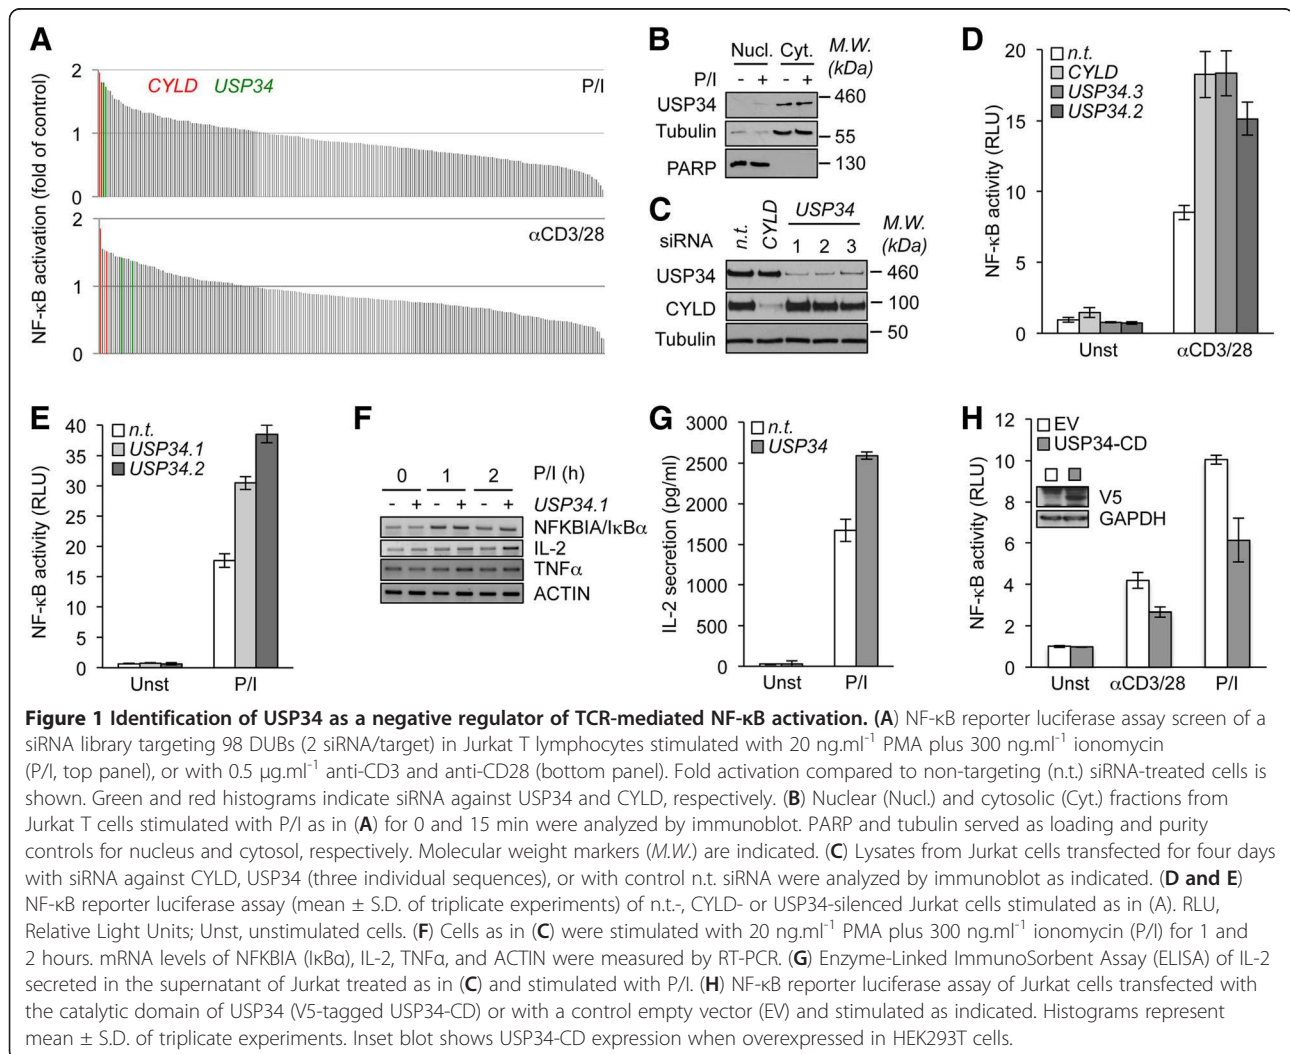 A
NF-κB activation (fold of control)
2
1
0
CYLD USP34
P/I
2
1
0
αCD3/28
B
Nucl. Cyt. M.W.
(kDa)
P/I - + - +
USP34 460
Tubulin 55
PARP 130
C
siRNA n.t. CYLD USP34 M.W.
(kDa)
1 2 3
USP34 460
CYLD 100
Tubulin 50
D
NF-κB activity (RLU)
20
15
10
5
0
n.t.
CYLD
USP34.3
USP34.2
Unst αCD3/28
E
NF-κB activity (RLU)
40
35
30
25
20
15
10
5
0
n.t.
USP34.1
USP34.2
Unst P/I
F
0 1 2 P/I (h)
- + - + - + USP34.1
NFKBIA/IκBα
IL-2
TNFα
ACTIN
G
IL-2 secretion (pg/ml)
3000
2500
2000
1500
1000
500
0
n.t.
USP34
Unst P/I
H
NF-κB activity (RLU)
12
10
8
6
4
2
0
EV
USP34-CD
V5
GAPDH
Unst αCD3/28 P/I
Figure 1 Identification of USP34 as a negative regulator of TCR-mediated NF-κB activation. (A) NF-κB reporter luciferase assay screen of a
siRNA library targeting 98 DUBs (2 siRNA/target) in Jurkat T lymphocytes stimulated with 20 ng.ml⁻¹ PMA plus 300 ng.ml⁻¹ ionomycin
(P/I, top panel), or with 0.5 μg.ml⁻¹ anti-CD3 and anti-CD28 (bottom panel). Fold activation compared to non-targeting (n.t.) siRNA-treated cells is
shown. Green and red histograms indicate siRNA against USP34 and CYLD, respectively. (B) Nuclear (Nucl.) and cytosolic (Cyt.) fractions from
Jurkat T cells stimulated with P/I as in (A) for 0 and 15 min were analyzed by immunoblot. PARP and tubulin served as loading and purity
controls for nucleus and cytosol, respectively. Molecular weight markers (M.W.) are indicated. (C) Lysates from Jurkat cells transfected for four days
with siRNA against CYLD, USP34 (three individual sequences), or with control n.t. siRNA were analyzed by immunoblot as indicated. (D and E)
NF-κB reporter luciferase assay (mean ± S.D. of triplicate experiments) of n.t.-, CYLD- or USP34-silenced Jurkat cells stimulated as in (A). RLU,
Relative Light Units; Unst, unstimulated cells. (F) Cells as in (C) were stimulated with 20 ng.ml⁻¹ PMA plus 300 ng.ml⁻¹ ionomycin (P/I) for 1 and
2 hours. mRNA levels of NFKBIA (IκBα), IL-2, TNFα, and ACTIN were measured by RT-PCR. (G) Enzyme-Linked ImmunoSorbent Assay (ELISA) of IL-2
secreted in the supernatant of Jurkat treated as in (C) and stimulated with P/I. (H) NF-κB reporter luciferase assay of Jurkat cells transfected with
the catalytic domain of USP34 (V5-tagged USP34-CD) or with a control empty vector (EV) and stimulated as indicated. Histograms represent
mean ± S.D. of triplicate experiments. Inset blot shows USP34-CD expression when overexpressed in HEK293T cells.